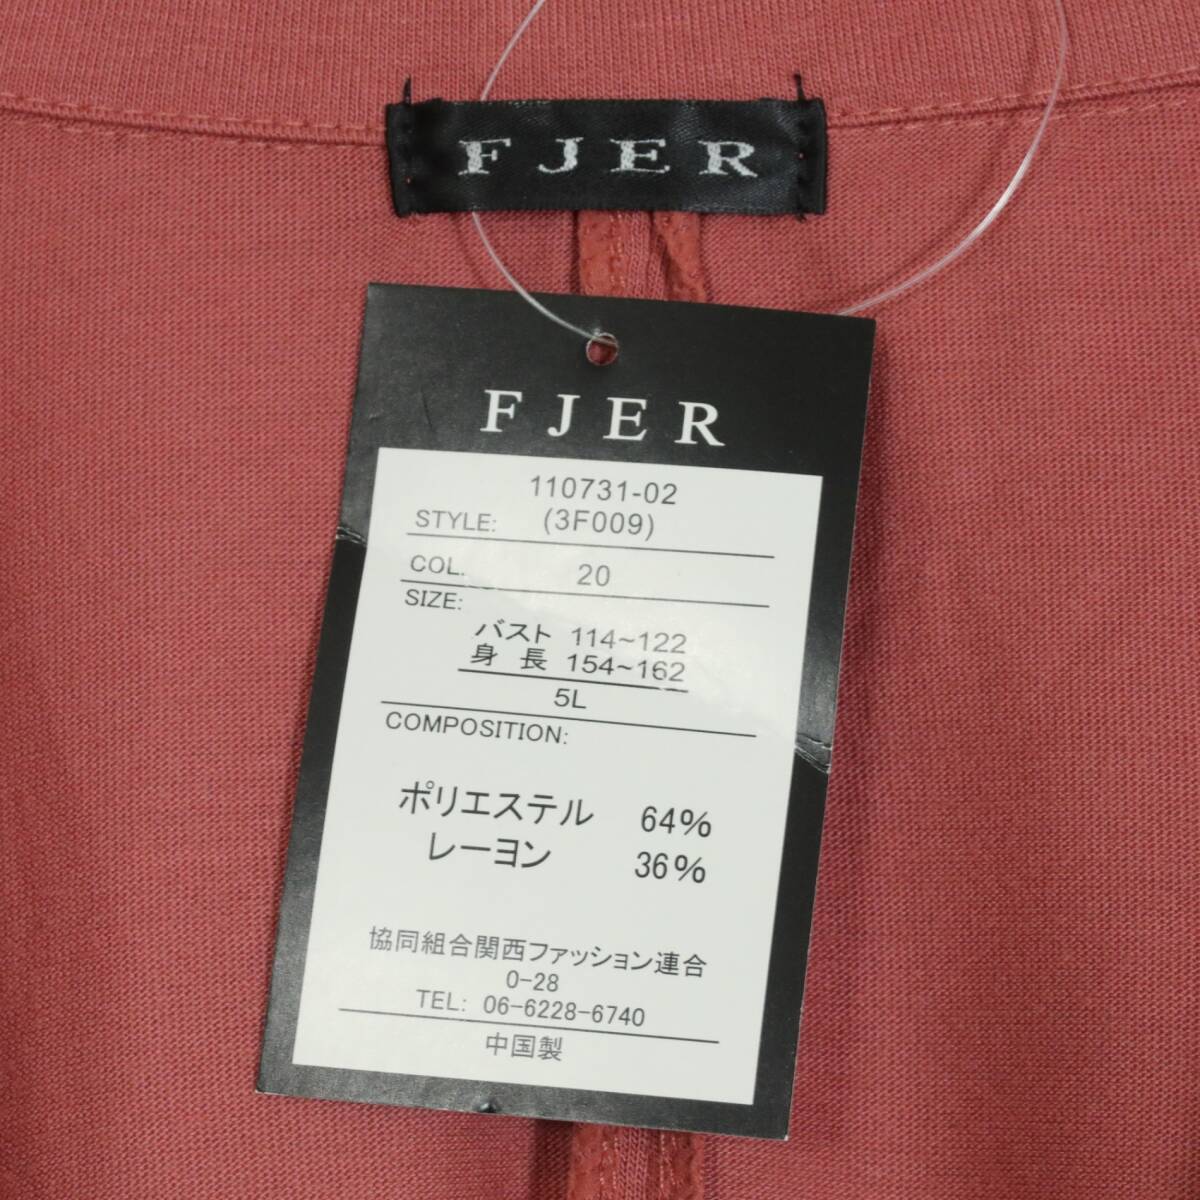 FJER
FJER
110731-02
STYLE: (3F009)
COL. 20
SIZE:
バスト 114~122
身 長 154~162
5L
COMPOSITION:
ポリエステル 64%
レーヨン 36%
協同組合関西ファッション連合
0-28
TEL: 06-6228-6740
中国製